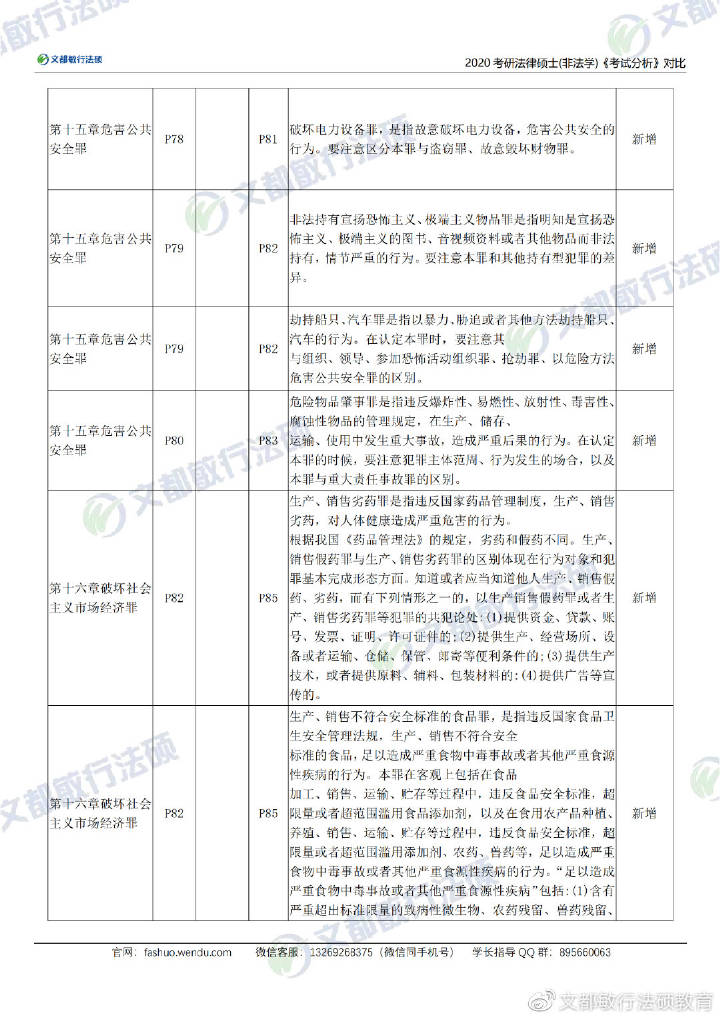 文都敏行法硕
2020 考研法律硕士(非法学)《考试分析》对比
第十五章危害公共
安全罪
P78
P81
破坏电力设备罪，是指故意破坏电力设备，危害公共安全的
行为。要注意区分本罪与盗窃罪、故意毁坏财物罪。
新增
第十五章危害公共
安全罪
P79
P82
非法持有宣扬恐怖主义、极端主义物品罪是指明知是宣扬恐
怖主义、极端主义的图书、音视频资料或者其他物品而非法
持有，情节严重的行为。要注意本罪和其他持有型犯罪的差
异。
新增
第十五章危害公共
安全罪
P79
P82
劫持船只、汽车罪是指以暴力、胁迫或者其他方法劫持船只、
汽车的行为。在认定本罪时，要注意其
与组织、领导、参加恐怖活动组织罪、抢劫罪、以危险方法
危害公共安全罪的区别。
新增
第十五章危害公共
安全罪
P80
P83
危险物品肇事罪是指违反爆炸性、易燃性、放射性、毒害性、
腐蚀性物品的管理规定，在生产、储存、
运输、使用中发生重大事故，造成严重后果的行为。在认定
本罪的时候，要注意犯罪主体范周、行为发生的场合，以及
本罪与重大责任事故罪的区别。
新增
第十六章破坏社会
主义市场经济罪
P82
P85
生产、销售劣药罪是指违反国家药品管理制度，生产、销售
劣药，对人体健康造成严重危害的行为。
根据我国《药品管理法》的规定，劣药和假药不同。生产、
销售假药罪与生产、销售劣药罪的区别体现在行为对象和犯
罪基本完成形态方面。知道或者应当知道他人生产、销售假
药、劣药，而有下列情形之一的，以生产销售假药罪或者生
产、销售劣药罪等犯罪的共犯论处:(1)提供资金、贷款、账
号、发票、证明、许可证件的;(2)提供生产、经营场所、设
备或者运输、仓储、保管、邮寄等便利条件的;(3)提供生产
技术，或者提供原料、辅料、包装材料的:(4)提供广告等宣
传的。
新增
第十六章破坏社会
主义市场经济罪
P82
P85
生产、销售不符合安全标准的食品罪，是指违反国家食品卫
生安全管理法规，生产、销售不符合安全
标准的食品,足以造成严重食物中毒事故或者其他严重食源
性疾病的行为。本罪在客观上包括在食品
加工、销售、运输、贮存等过程中，违反食品安全标准，超
限量或者超范围滥用食品添加剂，以及在食用农产品种植、
养殖、销售、运输、贮存等过程中，违反食品安全标准，超
限量或者超范围滥用添加剂、农药、兽药等，足以造成严重
食物中毒事故或者其他严重食源性疾病的行为。“足以造成
严重食物中毒事故或者其他严重食源性疾病”包括:(1)含有
严重超出标准限量的致病性微生物、农药残留、兽药残留、
新增
官网：fashuo.wendu.com 微信客服：13269268375（微信同手机号） 学长指导 QQ 群：895660063
@文都敏行法硕教育